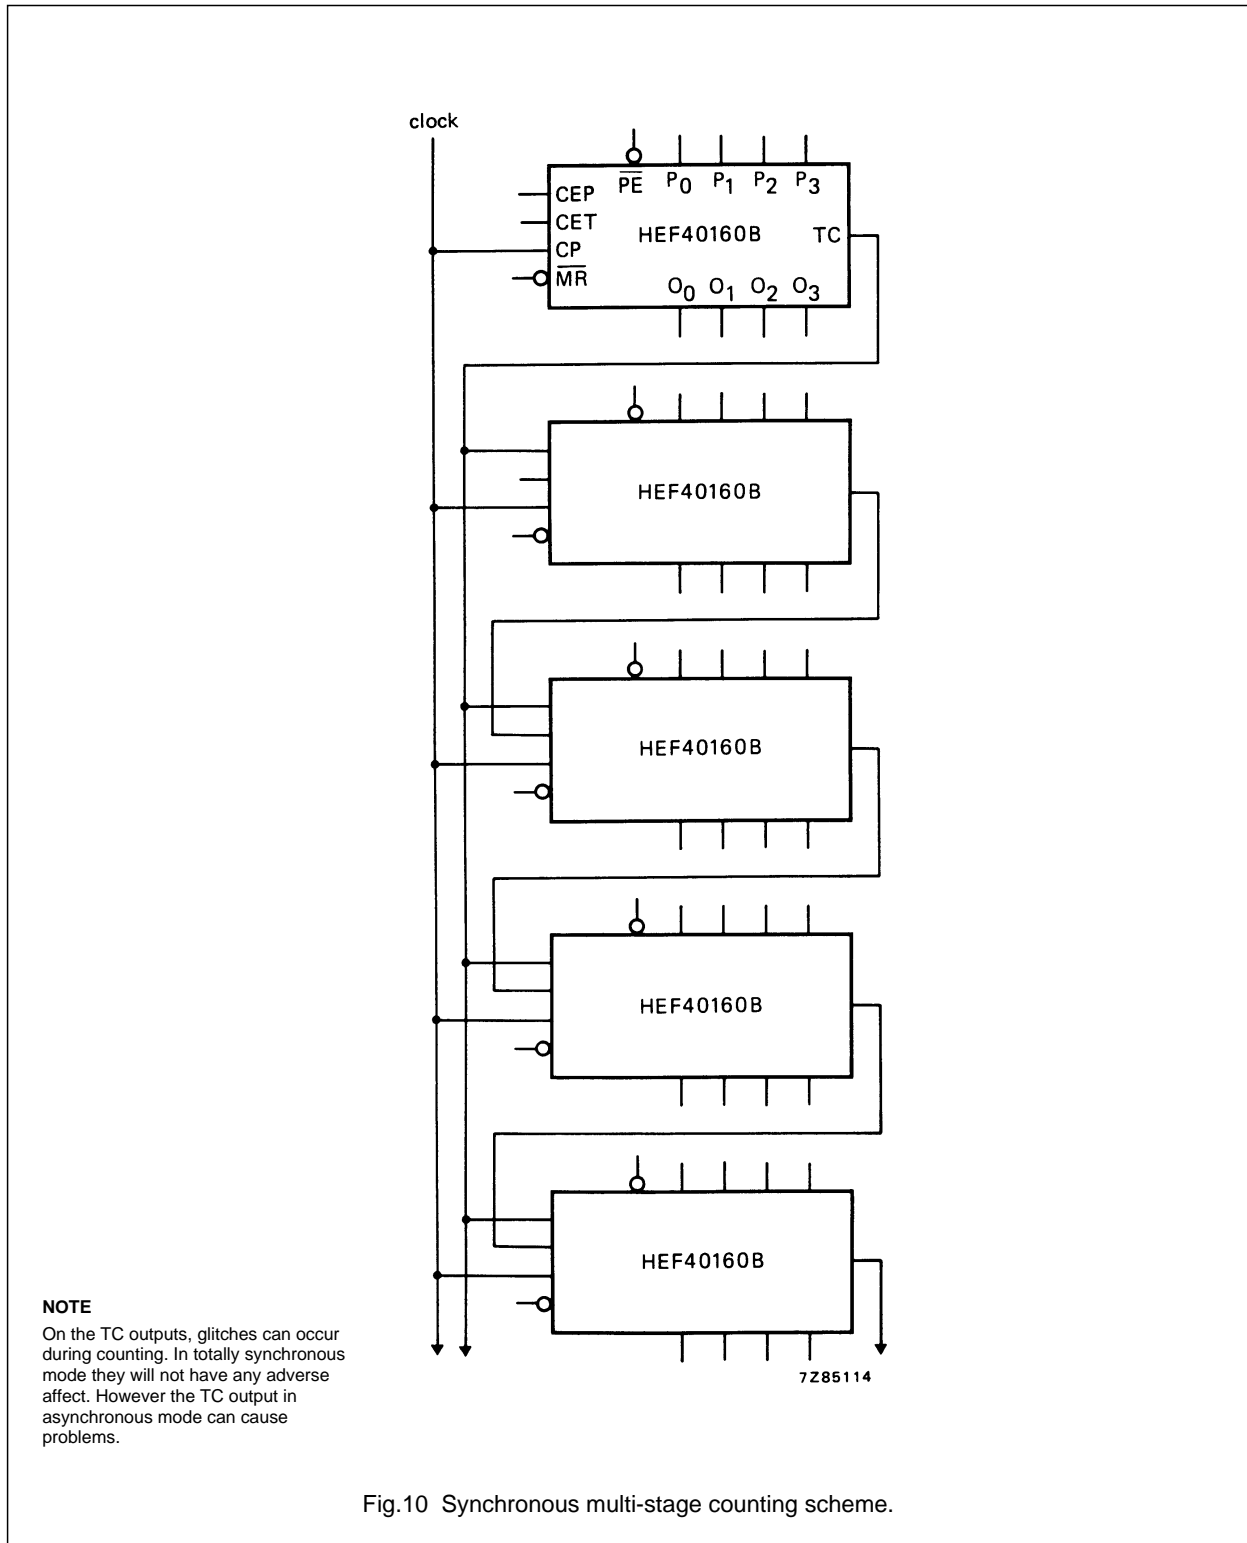 clock
PE P0 P1 P2 P3
CEP
CET
HEF40160B TC
CP
MR
O0 O1 O2 O3
HEF40160B
HEF40160B
HEF40160B
HEF40160B
7Z85114
NOTE
On the TC outputs, glitches can occur
during counting. In totally synchronous
mode they will not have any adverse
affect. However the TC output in
asynchronous mode can cause
problems.
Fig.10 Synchronous multi-stage counting scheme.